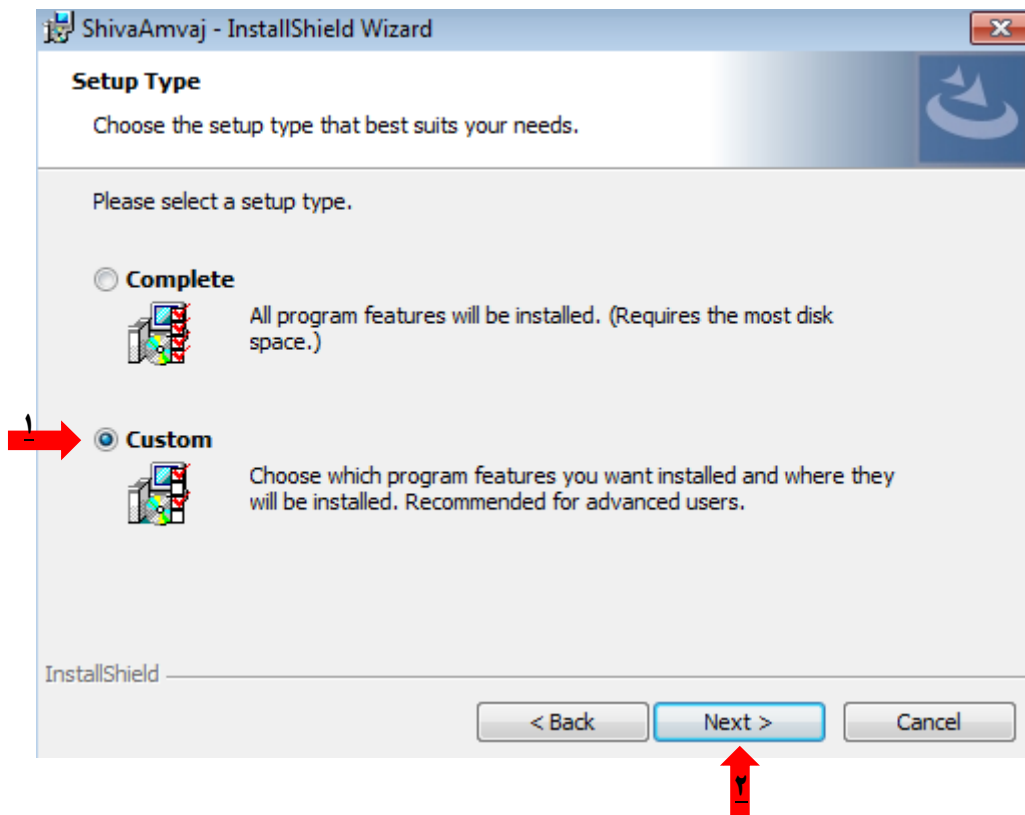 ShivaAmvaj - InstallShield Wizard
Setup Type
Choose the setup type that best suits your needs.
Please select a setup type.
Complete
All program features will be installed. (Requires the most disk
space.)
۱
Custom
Choose which program features you want installed and where they
will be installed. Recommended for advanced users.
InstallShield
< Back
Next >
Cancel
۲